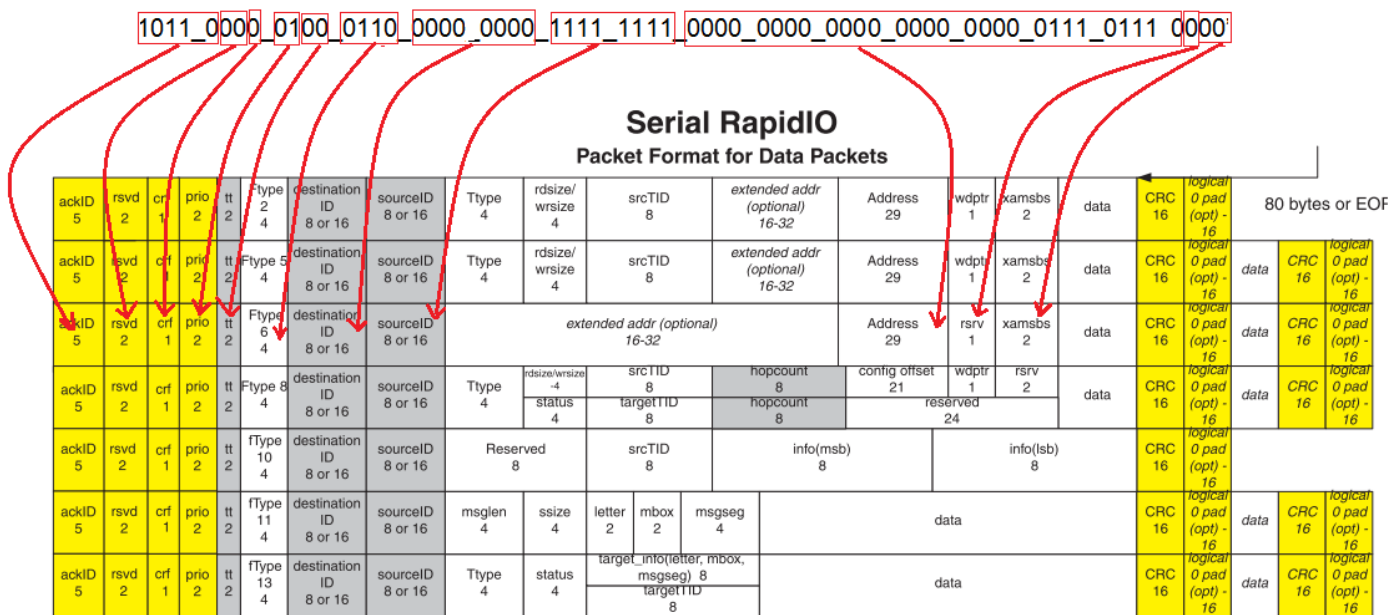 1011_0000_0100_0110_0000_0000_1111_1111_0000_0000_0000_0000_0000_0111_0111 0000'
Serial RapidIO
Packet Format for Data Packets
80 bytes or EOP
ackID 5
rsvd 2
crf 1
prio 2
tt 2
Ftype 2 4
destination ID 8 or 16
sourceID 8 or 16
Ttype 4
rdsize/ wrsize 4
srcTID 8
extended addr (optional) 16-32
Address 29
wdptr 1
xamsbs 2
data
CRC 16
logical 0 pad (opt) - 16
ackID 5
rsvd 2
crf 1
prio 2
tt 2
Ftype 5 4
destination ID 8 or 16
sourceID 8 or 16
Ttype 4
rdsize/ wrsize 4
srcTID 8
extended addr (optional) 16-32
Address 29
wdptr 1
xamsbs 2
data
CRC 16
logical 0 pad (opt) - 16
data
CRC 16
logical 0 pad (opt) - 16
ackID 5
rsvd 2
crf 1
prio 2
tt 2
Ftype 6 4
destination ID 8 or 16
sourceID 8 or 16
extended addr (optional) 16-32
Address 29
rsrv 1
xamsbs 2
data
CRC 16
logical 0 pad (opt) - 16
data
CRC 16
logical 0 pad (opt) - 16
ackID 5
rsvd 2
crf 1
prio 2
tt 2
Ftype 8 4
destination ID 8 or 16
sourceID 8 or 16
Ttype 4
rdsize/wrsize -4
srcTID 8
hopcount 8
config offset 21
wdptr 1
rsrv 2
status 4
targetTID 8
hopcount 8
reserved 24
data
CRC 16
logical 0 pad (opt) - 16
data
CRC 16
logical 0 pad (opt) - 16
ackID 5
rsvd 2
crf 1
prio 2
tt 2
fType 10 4
destination ID 8 or 16
sourceID 8 or 16
Reserved 8
srcTID 8
info(msb) 8
info(lsb) 8
CRC 16
logical 0 pad (opt) - 16
ackID 5
rsvd 2
crf 1
prio 2
tt 2
fType 11 4
destination ID 8 or 16
sourceID 8 or 16
msglen 4
ssize 4
letter 2
mbox 2
msgseg 4
data
CRC 16
logical 0 pad (opt) - 16
data
CRC 16
logical 0 pad (opt) - 16
ackID 5
rsvd 2
crf 1
prio 2
tt 2
fType 13 4
destination ID 8 or 16
sourceID 8 or 16
Ttype 4
status 4
target_info(letter, mbox, msgseg) 8
targetTID 8
data
CRC 16
logical 0 pad (opt) - 16
data
CRC 16
logical 0 pad (opt) - 16